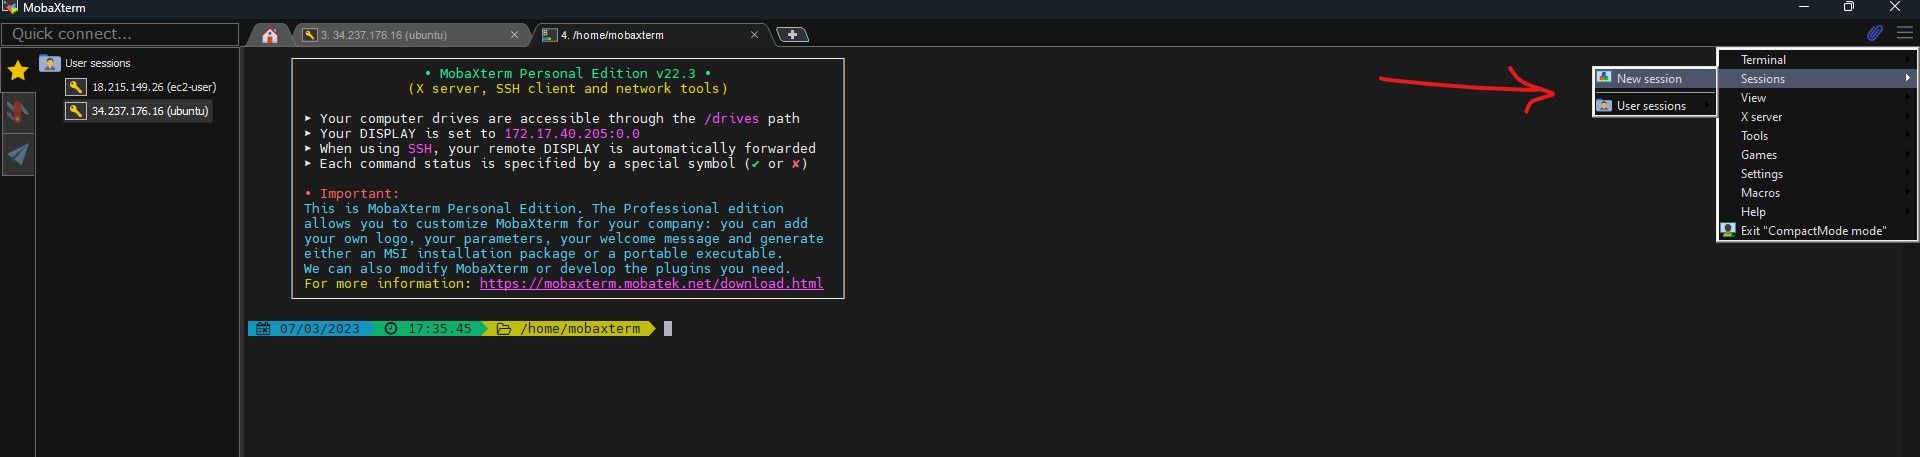 MobaXterm
Quick connect...
3. 34.237.176.16 (ubuntu)
4. /home/mobaxterm
User sessions
18.215.149.26 (ec2-user)
34.237.176.16 (ubuntu)
• MobaXterm Personal Edition v22.3 •
(X server, SSH client and network tools)
➤ Your computer drives are accessible through the /drives path
➤ Your DISPLAY is set to 172.17.40.205:0.0
➤ When using SSH, your remote DISPLAY is automatically forwarded
➤ Each command status is specified by a special symbol (✔ or ✘)
• Important:
This is MobaXterm Personal Edition. The Professional edition
allows you to customize MobaXterm for your company: you can add
your own logo, your parameters, your welcome message and generate
either an MSI installation package or a portable executable.
We can also modify MobaXterm or develop the plugins you need.
For more information: https://mobaxterm.mobatek.net/download.html
07/03/2023 17:35.45 /home/mobaxterm
New session
User sessions
Terminal
Sessions
View
X server
Tools
Games
Settings
Macros
Help
Exit "CompactMode mode"